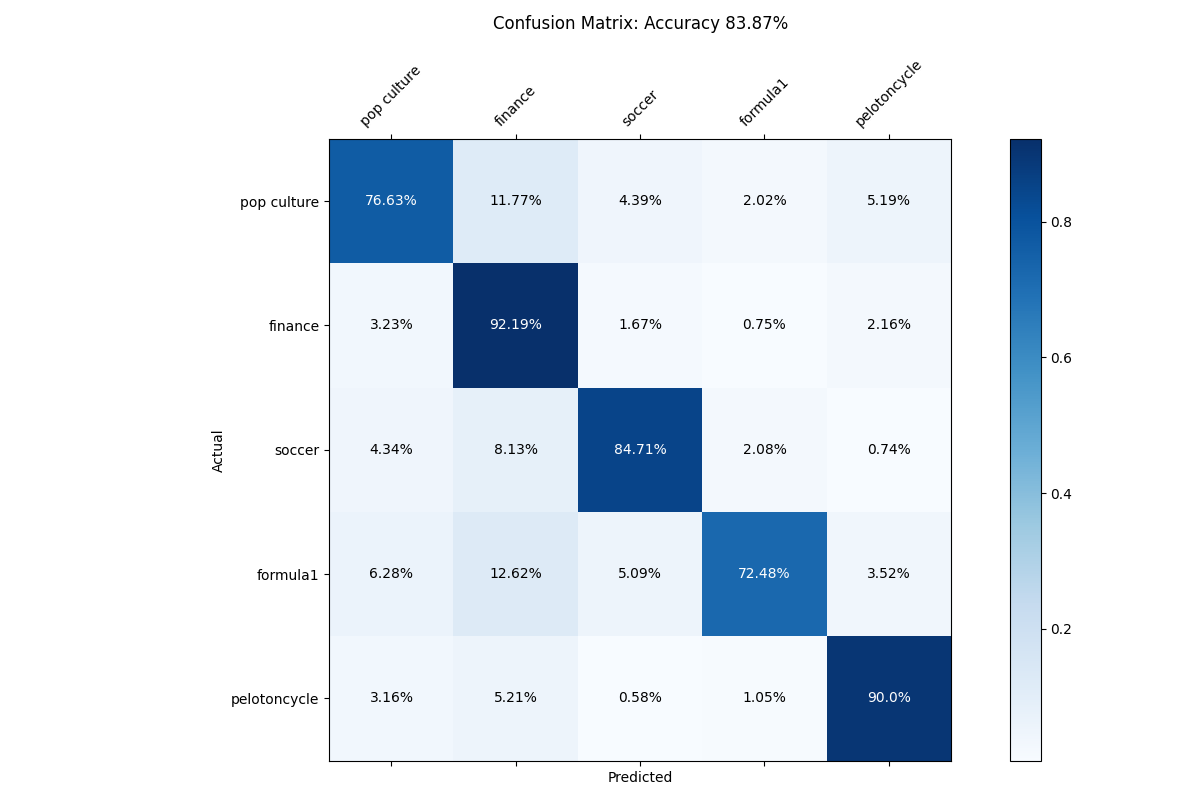 Confusion Matrix: Accuracy 83.87%
pop culture finance soccer formula1 pelotoncycle
pop culture 76.63% 11.77% 4.39% 2.02% 5.19%
0.8
finance 3.23% 92.19% 1.67% 0.75% 2.16%
0.6
Actual
soccer 4.34% 8.13% 84.71% 2.08% 0.74%
0.4
formula1 6.28% 12.62% 5.09% 72.48% 3.52%
0.2
pelotoncycle 3.16% 5.21% 0.58% 1.05% 90.0%
Predicted